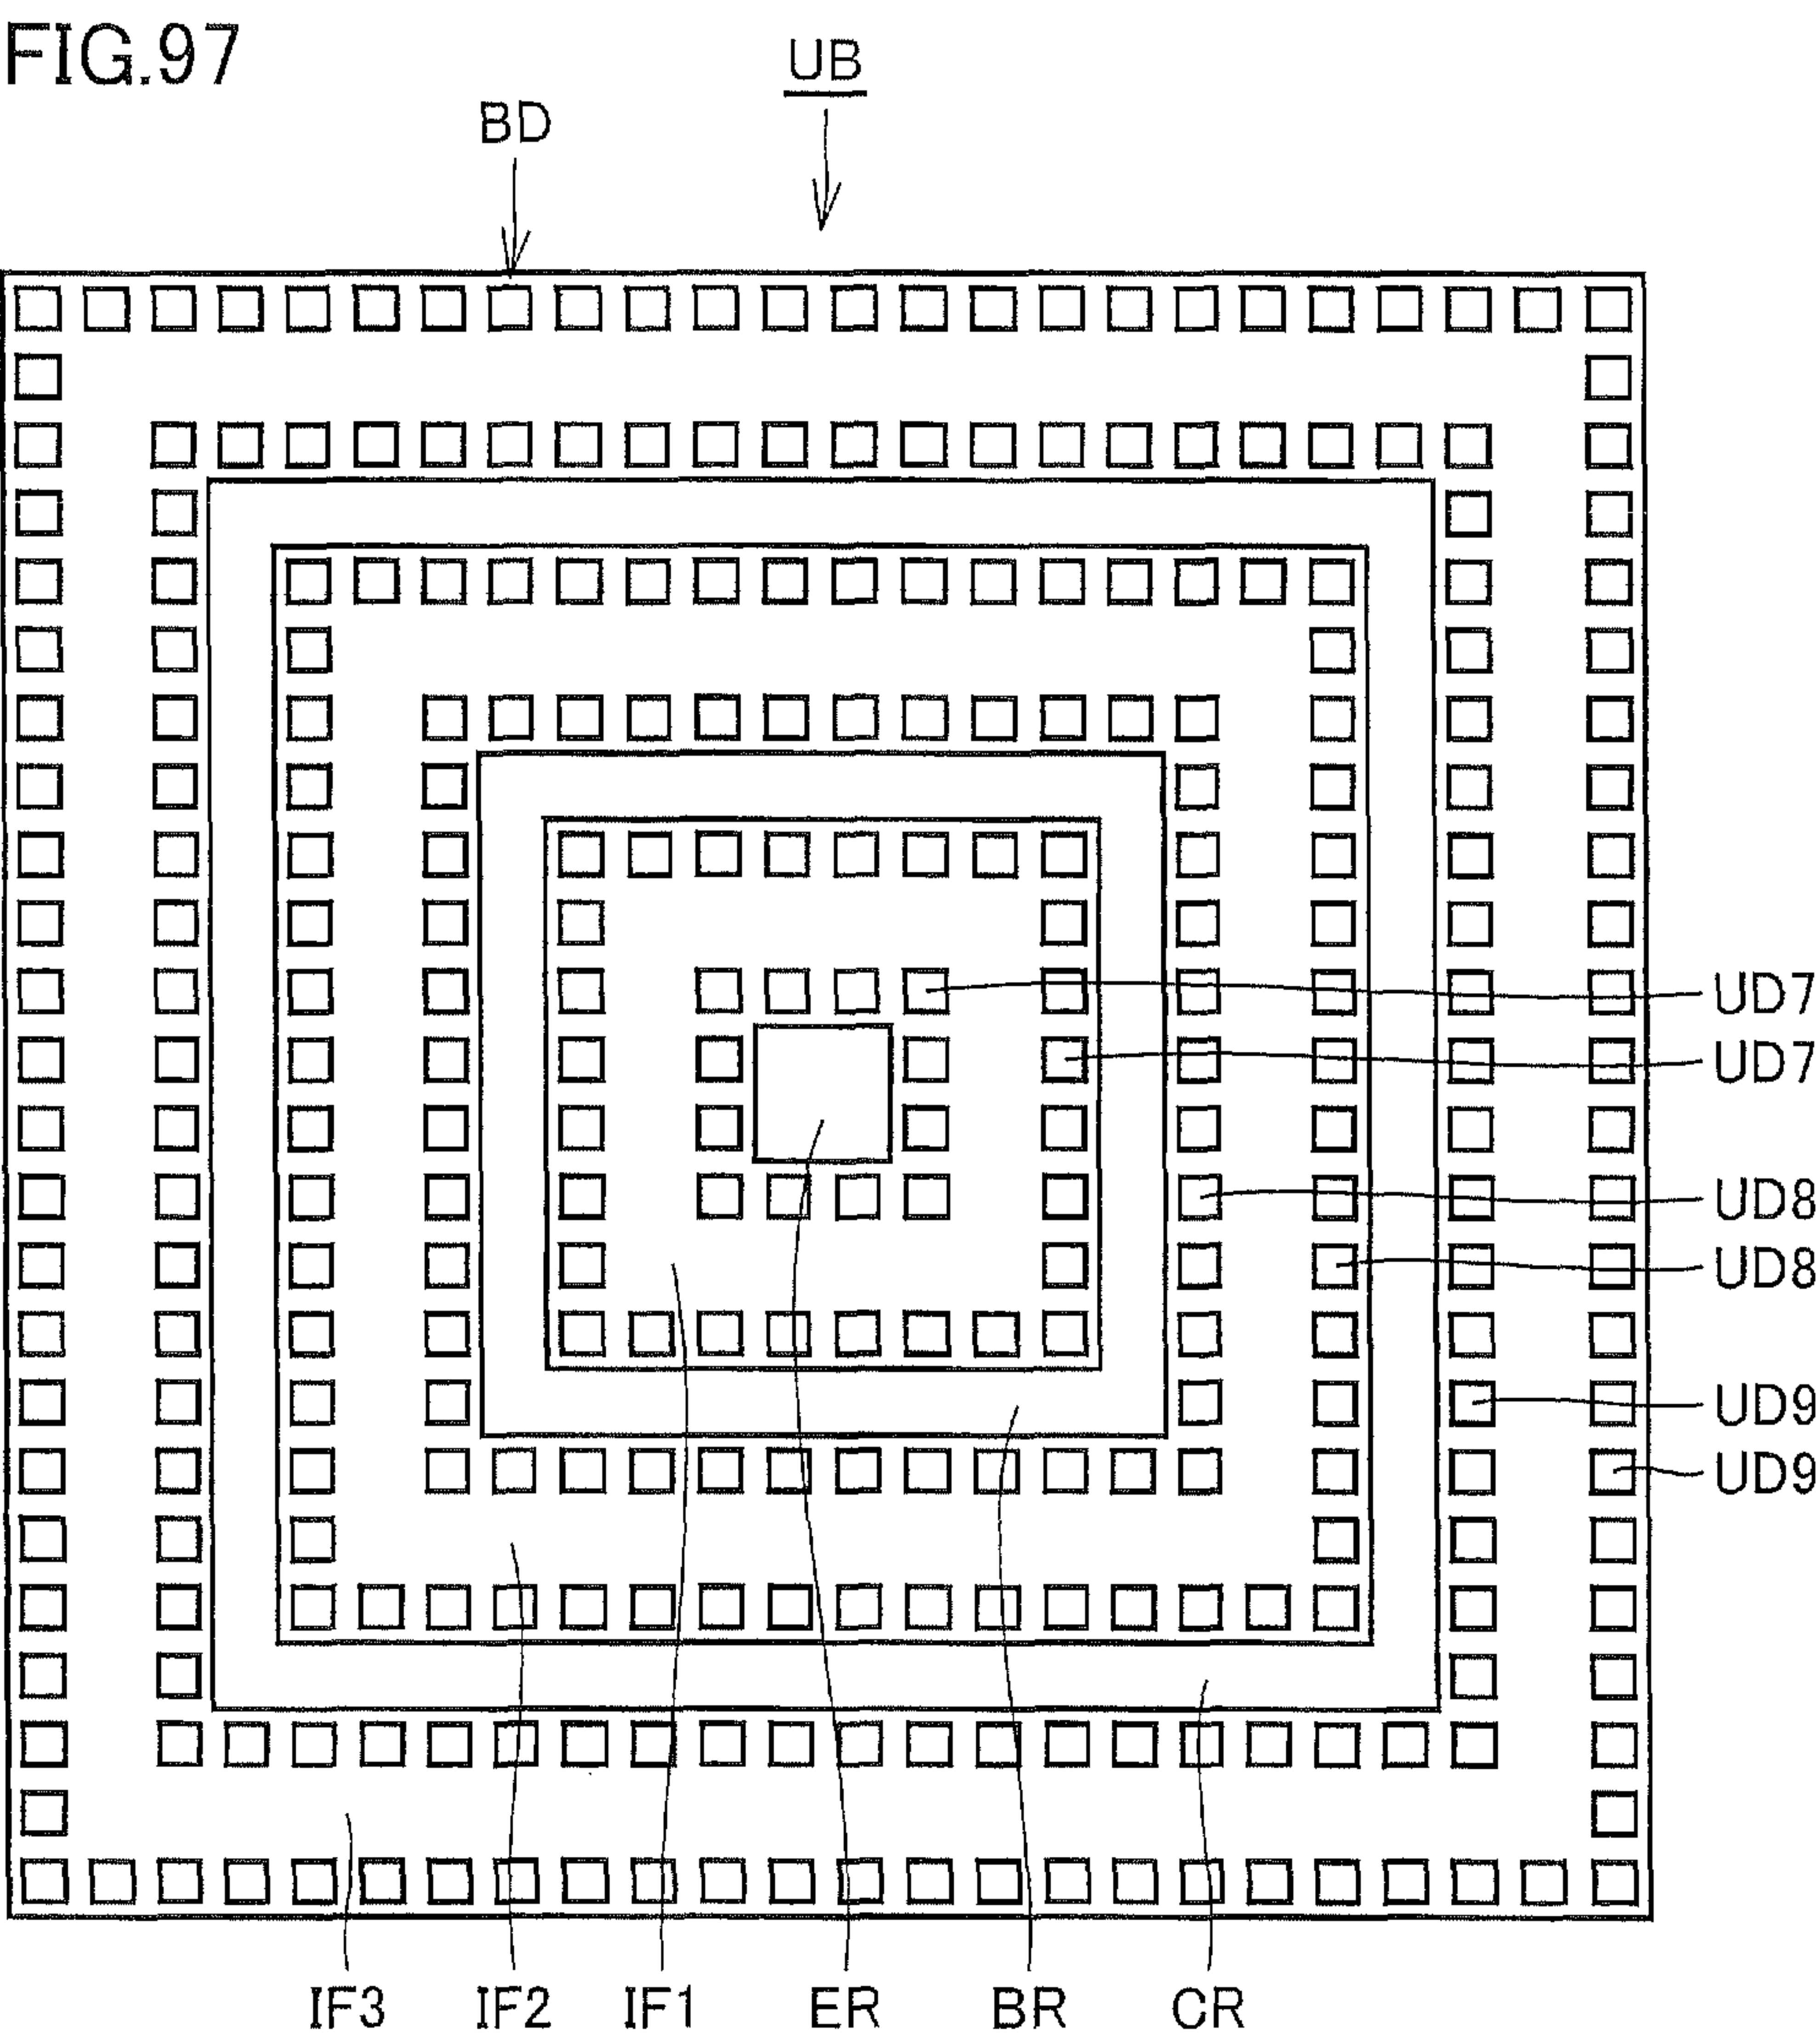 FIG.97
UB
BD
UD7
UD7
UD8
UD8
UD9
UD9
IF3 IF2 IF1 ER BR CR